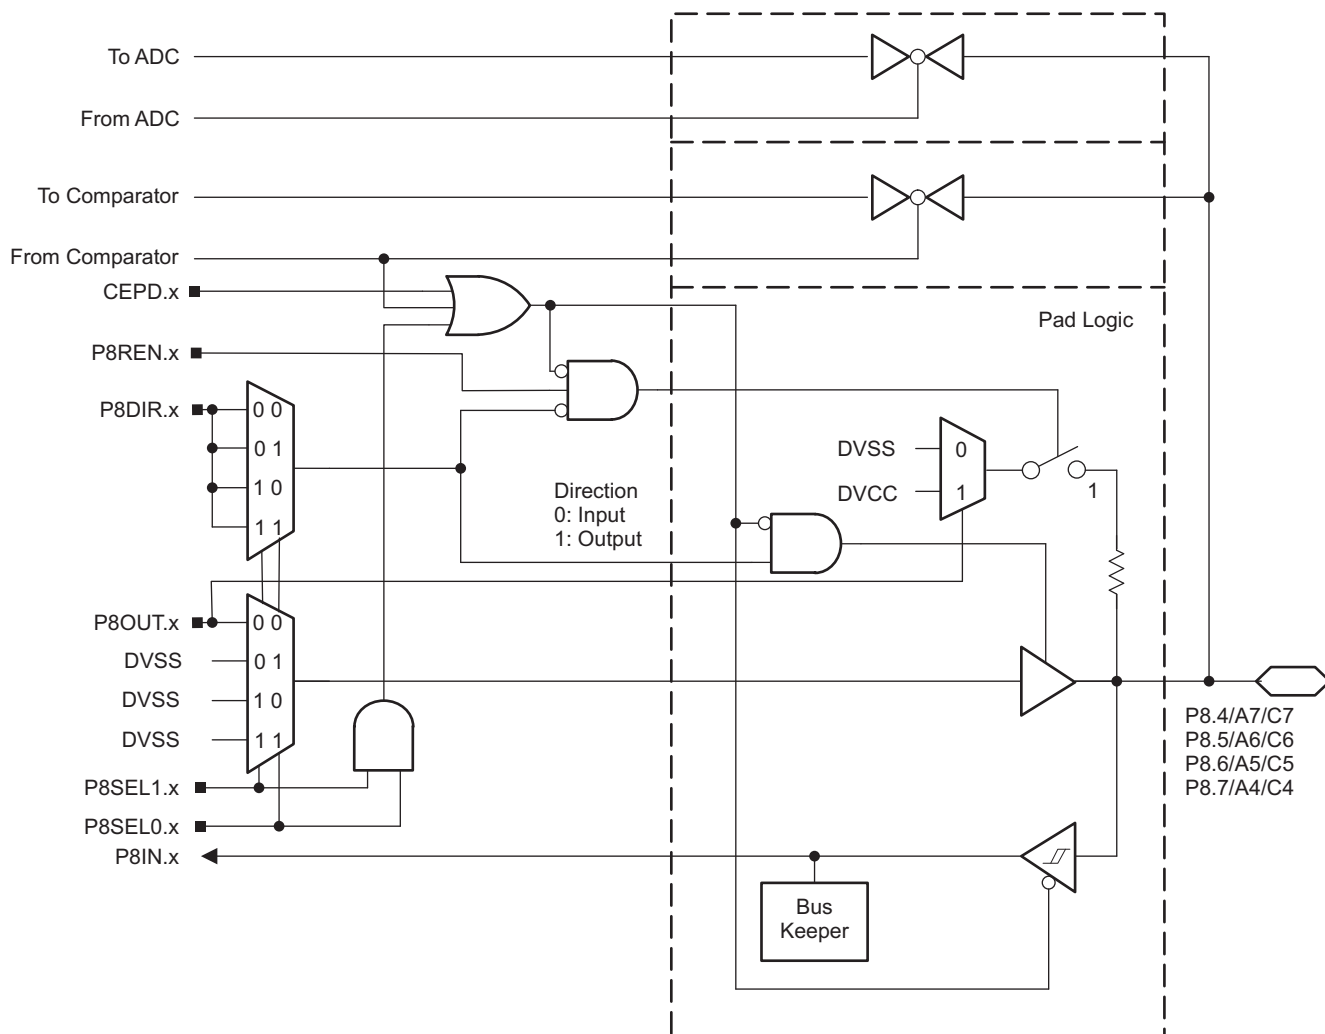 To ADC
From ADC
To Comparator
From Comparator
CEPD.x
Pad Logic
P8REN.x
P8DIR.x
0 0
0 1
1 0
1 1
Direction
0: Input
1: Output
DVSS
0
DVCC
1
1
P8OUT.x
0 0
DVSS
0 1
DVSS
1 0
DVSS
1 1
P8.4/A7/C7
P8.5/A6/C6
P8.6/A5/C5
P8.7/A4/C4
P8SEL1.x
P8SEL0.x
P8IN.x
Bus
Keeper